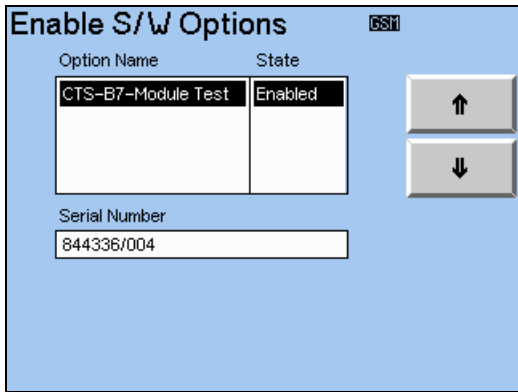 Enable S/W Options GSM
Option Name State
CTS-B7-Module Test Enabled
Serial Number
844336/004